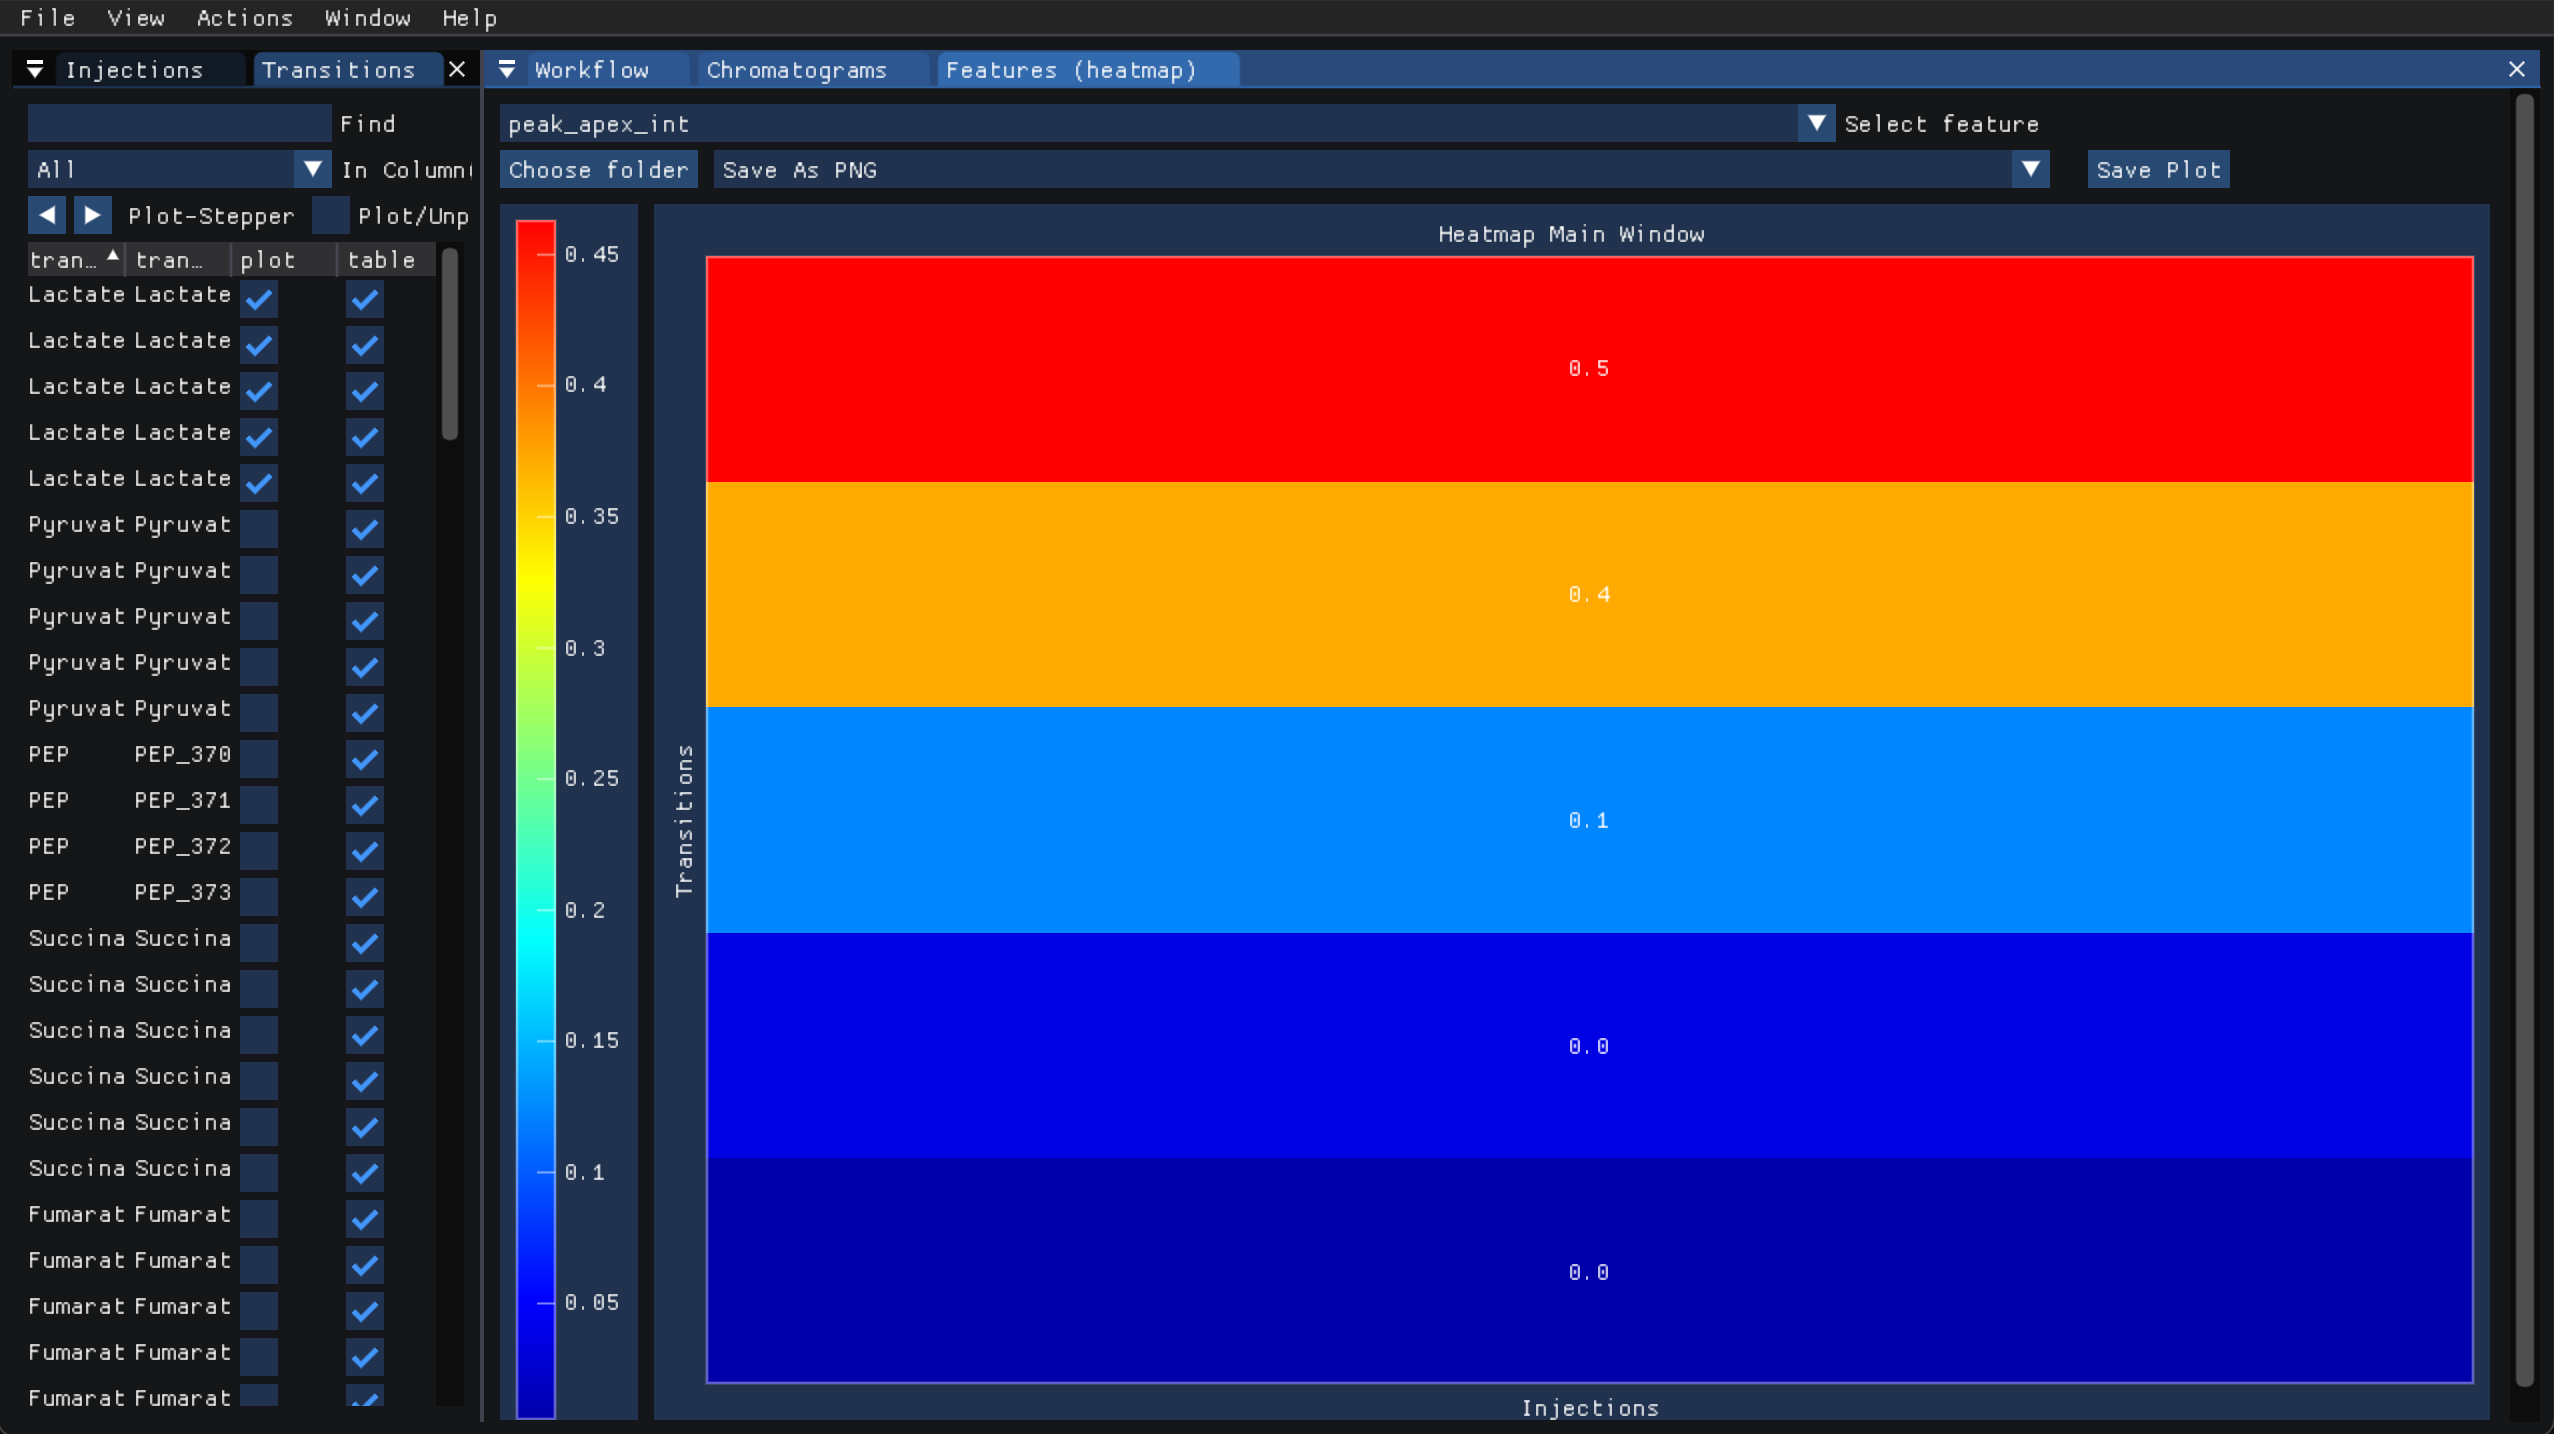 File View Actions Window Help
Injections Transitions
Find
All In Column(
Plot-Stepper Plot/Unp
tran… tran… plot table
Lactate Lactate
Lactate Lactate
Lactate Lactate
Lactate Lactate
Lactate Lactate
Pyruvat Pyruvat
Pyruvat Pyruvat
Pyruvat Pyruvat
Pyruvat Pyruvat
Pyruvat Pyruvat
PEP PEP_370
PEP PEP_371
PEP PEP_372
PEP PEP_373
Succina Succina
Succina Succina
Succina Succina
Succina Succina
Succina Succina
Succina Succina
Fumarat Fumarat
Fumarat Fumarat
Fumarat Fumarat
Fumarat Fumarat
Fumarat Fumarat
Workflow Chromatograms Features (heatmap)
peak_apex_int Select feature
Choose folder Save As PNG Save Plot
0.45
0.4
0.35
0.3
0.25
0.2
0.15
0.1
0.05
Heatmap Main Window
Transitions
0.5
0.4
0.1
0.0
0.0
Injections